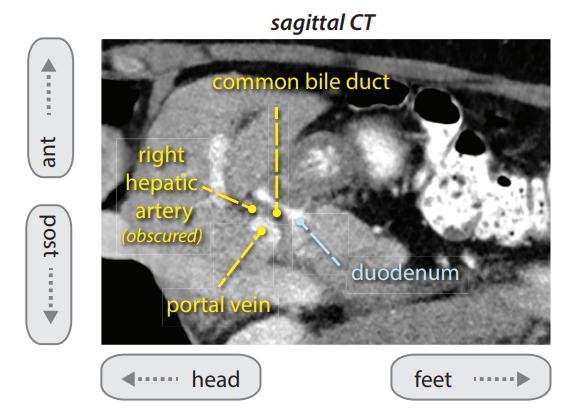 sagittal CT
ant
post
common bile duct
right
hepatic
artery
(obscured)
portal vein
duodenum
head
feet